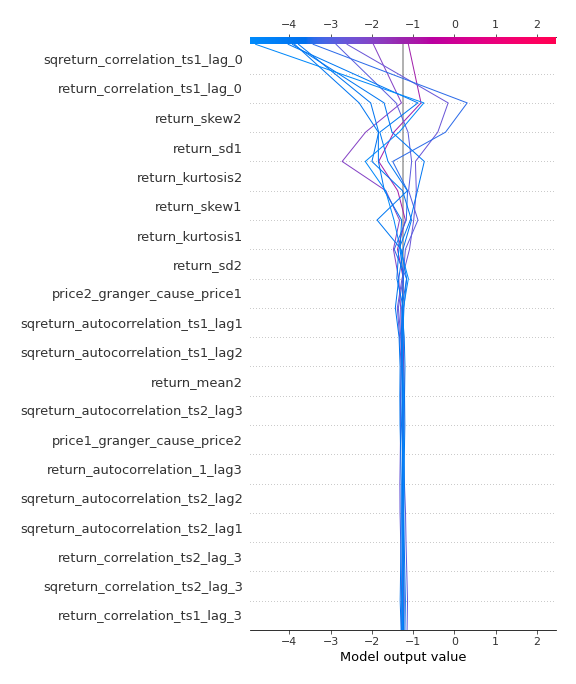 −4 −3 −2 −1 0 1 2
sqreturn_correlation_ts1_lag_0
return_correlation_ts1_lag_0
return_skew2
return_sd1
return_kurtosis2
return_skew1
return_kurtosis1
return_sd2
price2_granger_cause_price1
sqreturn_autocorrelation_ts1_lag1
sqreturn_autocorrelation_ts1_lag2
return_mean2
sqreturn_autocorrelation_ts2_lag3
price1_granger_cause_price2
return_autocorrelation_1_lag3
sqreturn_autocorrelation_ts2_lag2
sqreturn_autocorrelation_ts2_lag1
return_correlation_ts2_lag_3
sqreturn_correlation_ts2_lag_3
return_correlation_ts1_lag_3
−4 −3 −2 −1 0 1 2
Model output value